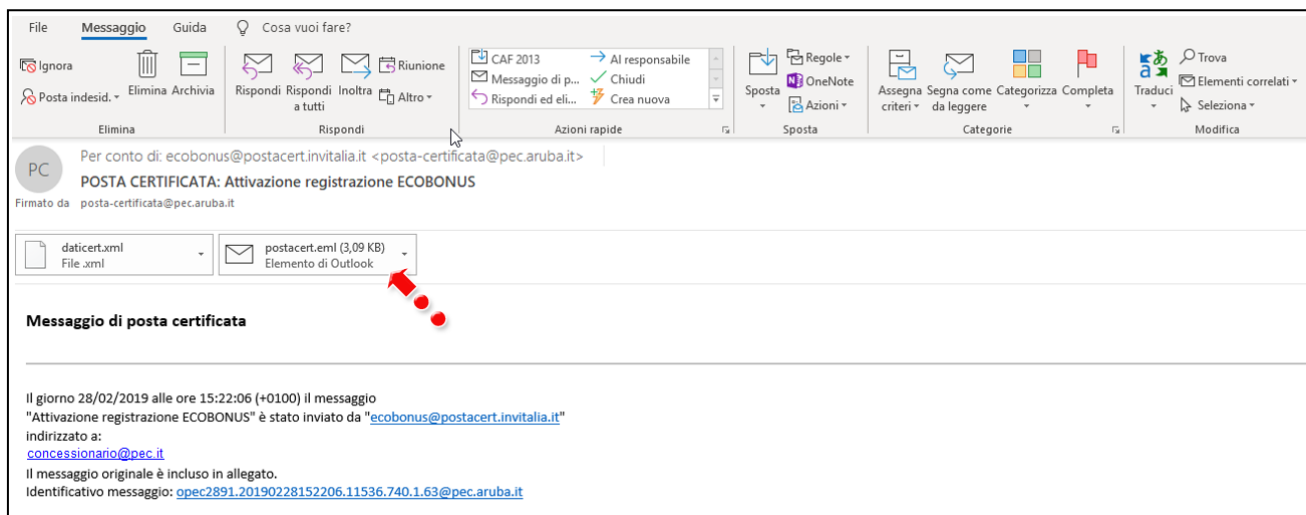 File Messaggio Guida Cosa vuoi fare?
Ignora
Posta indesid.
Elimina Archivia
Elimina
Rispondi Rispondi a tutti Inoltra
Riunione
Altro
Rispondi
CAF 2013 Al responsabile
Messaggio di p... Chiudi
Rispondi ed eli... Crea nuova
Azioni rapide
Sposta
Regole
OneNote
Azioni
Sposta
Assegna criteri Segna come da leggere Categorizza Completa
Categorie
Traduci
Trova
Elementi correlati
Seleziona
Modifica
PC
Per conto di: ecobonus@postacert.invitalia.it <posta-certificata@pec.aruba.it>
POSTA CERTIFICATA: Attivazione registrazione ECOBONUS
Firmato da posta-certificata@pec.aruba.it
daticert.xml
File .xml
postacert.eml (3,09 KB)
Elemento di Outlook
Messaggio di posta certificata
Il giorno 28/02/2019 alle ore 15:22:06 (+0100) il messaggio
"Attivazione registrazione ECOBONUS" è stato inviato da "ecobonus@postacert.invitalia.it"
indirizzato a:
concessionario@pec.it
Il messaggio originale è incluso in allegato.
Identificativo messaggio: opec2891.20190228152206.11536.740.1.63@pec.aruba.it